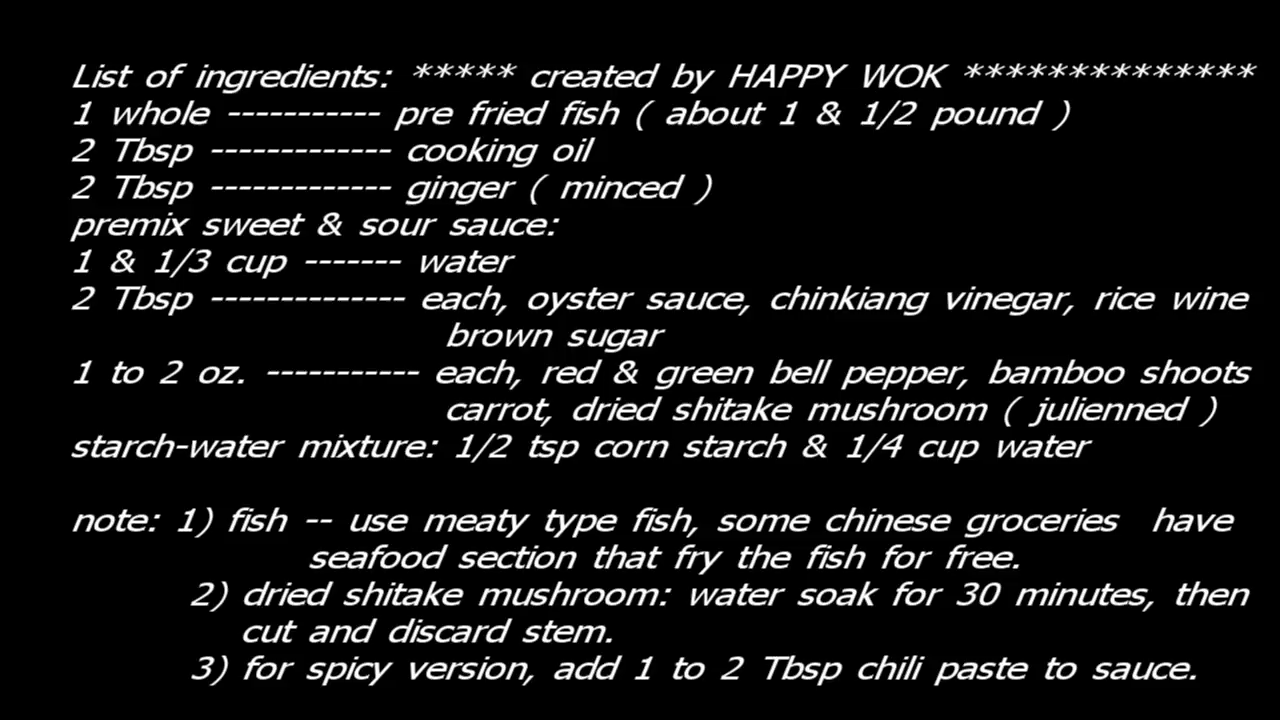 List of ingredients: ***** created by HAPPY WOK **************
1 whole ----------- pre fried fish ( about 1 & 1/2 pound )
2 Tbsp ------------- cooking oil
2 Tbsp ------------- ginger ( minced )
premix sweet & sour sauce:
1 & 1/3 cup ------- water
2 Tbsp -------------- each, oyster sauce, chinkiang vinegar, rice wine
brown sugar
1 to 2 oz. ----------- each, red & green bell pepper, bamboo shoots
carrot, dried shitake mushroom ( julienned )
starch-water mixture: 1/2 tsp corn starch & 1/4 cup water
note: 1) fish -- use meaty type fish, some chinese groceries have
seafood section that fry the fish for free.
2) dried shitake mushroom: water soak for 30 minutes, then
cut and discard stem.
3) for spicy version, add 1 to 2 Tbsp chili paste to sauce.